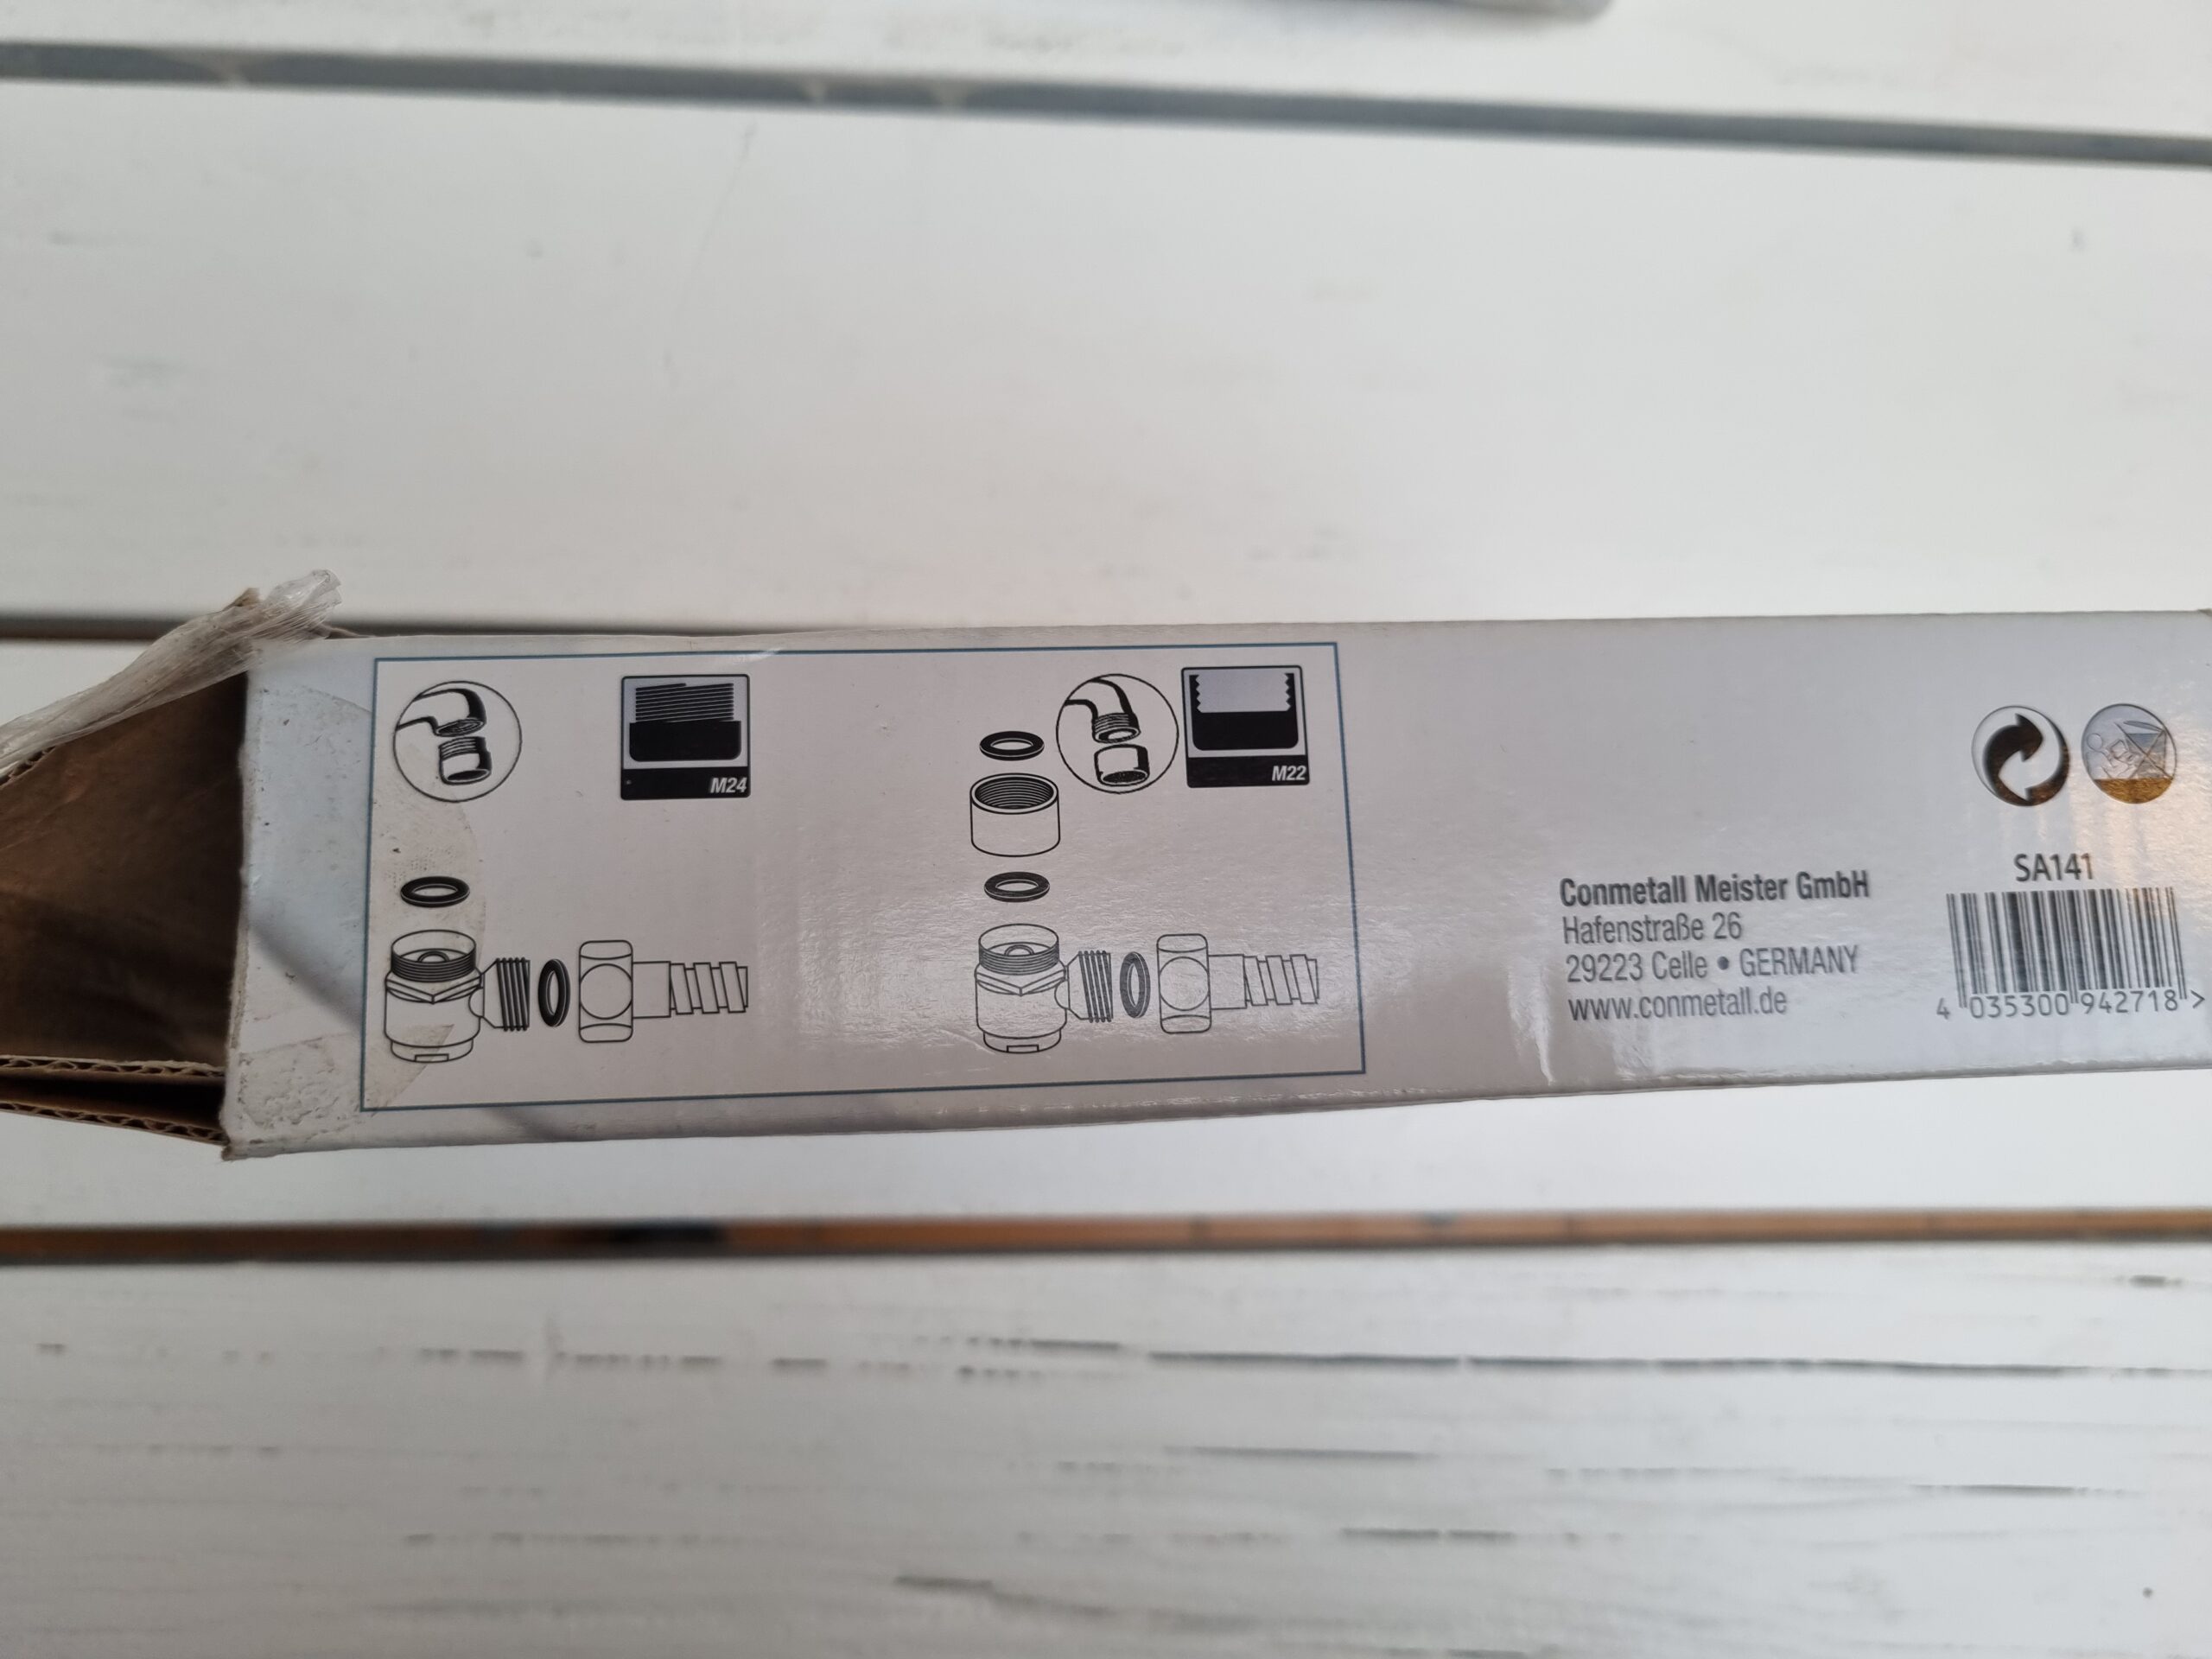 M24
M22
Conmetall Meister GmbH
Hafenstraße 26
29223 Celle • GERMANY
www.conmetall.de
SA141
4 035300 942718 >